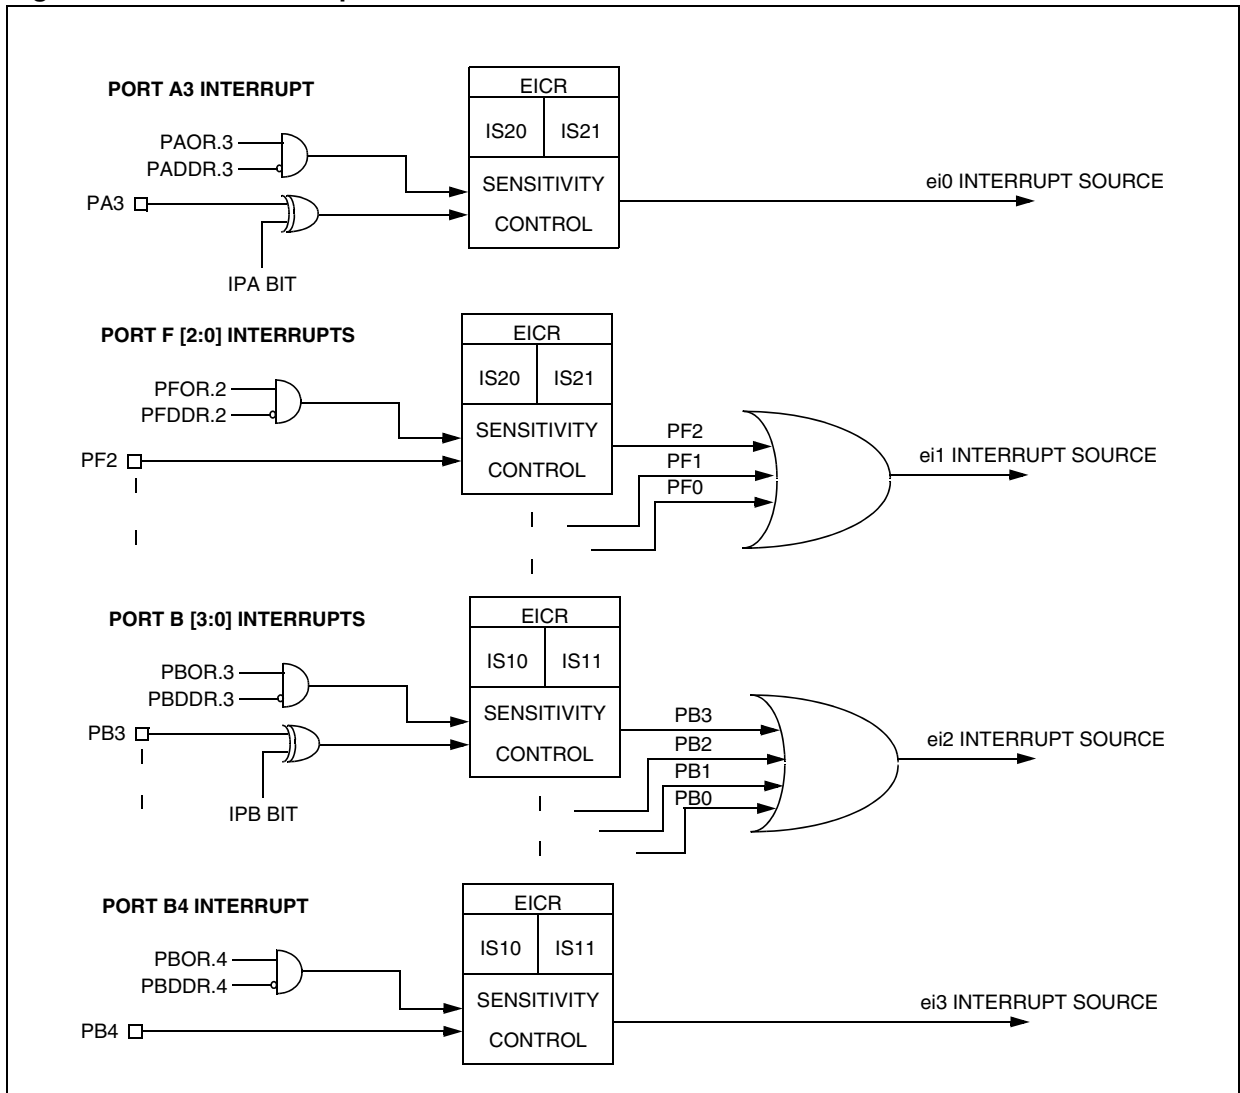 PORT A3 INTERRUPT
EICR
IS20 IS21
PAOR.3
PADDR.3
SENSITIVITY
CONTROL
PA3
IPA BIT
ei0 INTERRUPT SOURCE
PORT F [2:0] INTERRUPTS
EICR
IS20 IS21
PFOR.2
PFDDR.2
SENSITIVITY
CONTROL
PF2
PF2
PF1
PF0
ei1 INTERRUPT SOURCE
PORT B [3:0] INTERRUPTS
EICR
IS10 IS11
PBOR.3
PBDDR.3
SENSITIVITY
CONTROL
PB3
IPB BIT
PB3
PB2
PB1
PB0
ei2 INTERRUPT SOURCE
PORT B4 INTERRUPT
EICR
IS10 IS11
PBOR.4
PBDDR.4
SENSITIVITY
CONTROL
PB4
ei3 INTERRUPT SOURCE